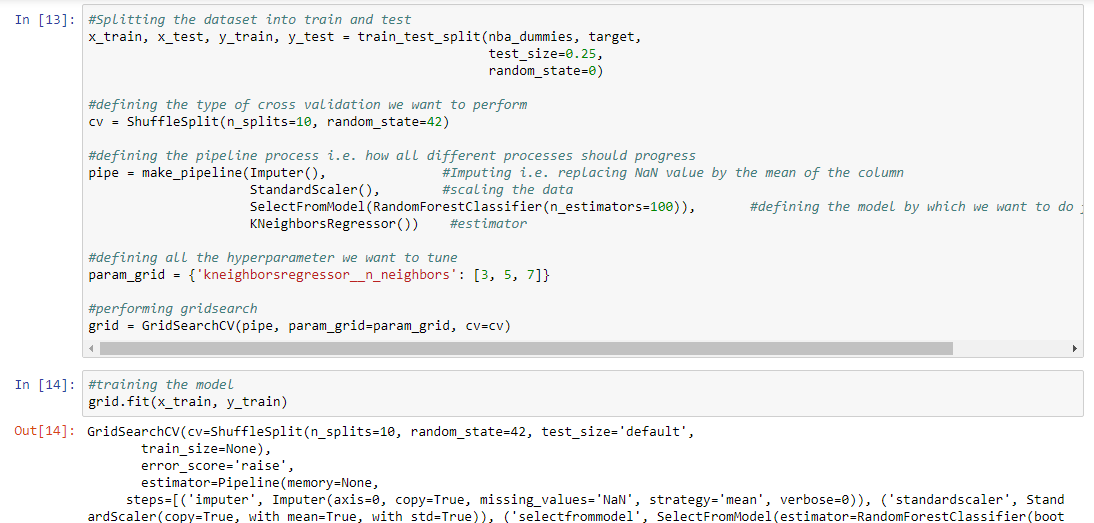 In [13]: #Splitting the dataset into train and test
x_train, x_test, y_train, y_test = train_test_split(nba_dummies, target,
test_size=0.25,
random_state=0)
#defining the type of cross validation we want to perform
cv = ShuffleSplit(n_splits=10, random_state=42)
#defining the pipeline process i.e. how all different processes should progress
pipe = make_pipeline(Imputer(), #Imputing i.e. replacing NaN value by the mean of the column
StandardScaler(), #scaling the data
SelectFromModel(RandomForestClassifier(n_estimators=100)), #defining the model by which we want to do
KNeighborsRegressor()) #estimator
#defining all the hyperparameter we want to tune
param_grid = {'kneighborsregressor__n_neighbors': [3, 5, 7]}
#performing gridsearch
grid = GridSearchCV(pipe, param_grid=param_grid, cv=cv)
In [14]: #training the model
grid.fit(x_train, y_train)
Out[14]: GridSearchCV(cv=ShuffleSplit(n_splits=10, random_state=42, test_size='default',
train_size=None),
error_score='raise',
estimator=Pipeline(memory=None,
steps=[('imputer', Imputer(axis=0, copy=True, missing_values='NaN', strategy='mean', verbose=0)), ('standardscaler', Stand
ardScaler(copy=True, with_mean=True, with_std=True)), ('selectfrommodel', SelectFromModel(estimator=RandomForestClassifier(boot